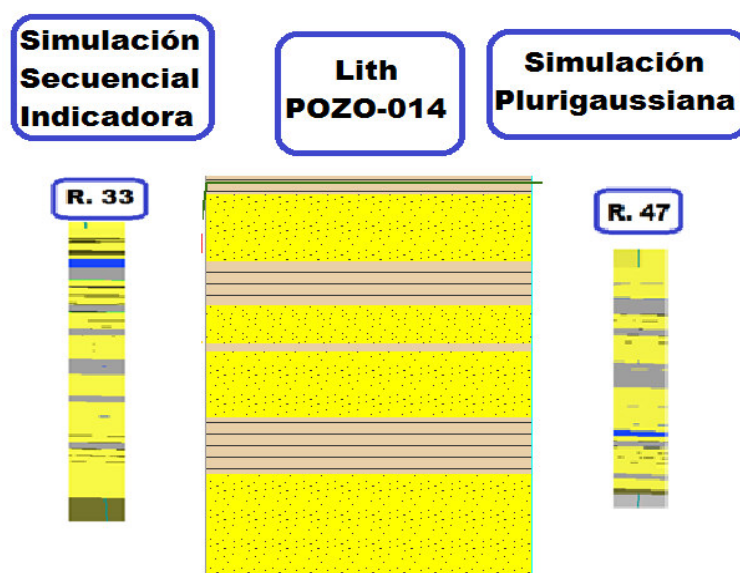 Simulación
Secuencial
Indicadora
Lith
POZO-014
Simulación
Plurigaussiana
R. 33
R. 47